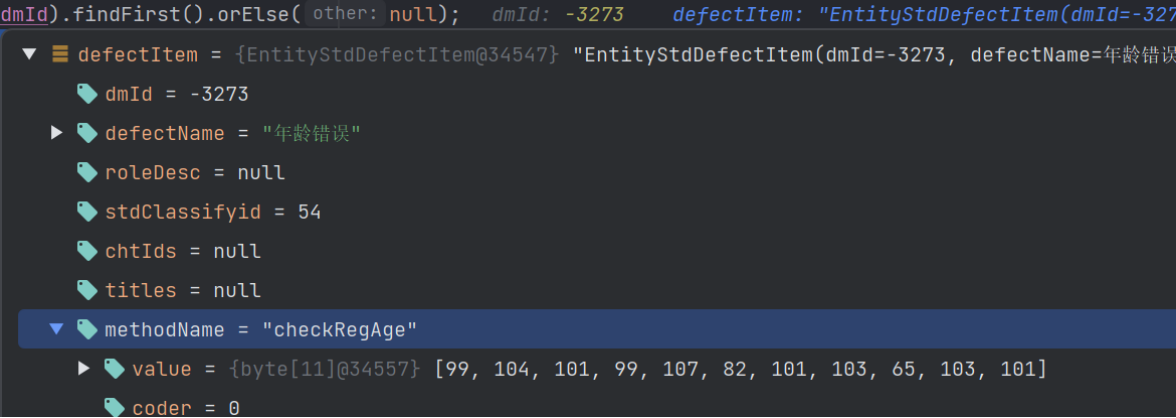 dmId).findFirst().orElse( other: null); dmId: -3273 defectItem: "EntityStdDefectItem(dmId=-327
defectItem = {EntityStdDefectItem@34547} "EntityStdDefectItem(dmId=-3273, defectName=年龄错误
dmId = -3273
defectName = "年龄错误"
roleDesc = null
stdClassifyid = 54
chtIds = null
titles = null
methodName = "checkRegAge"
value = {byte[11]@34557} [99, 104, 101, 99, 107, 82, 101, 103, 65, 103, 101]
coder = 0